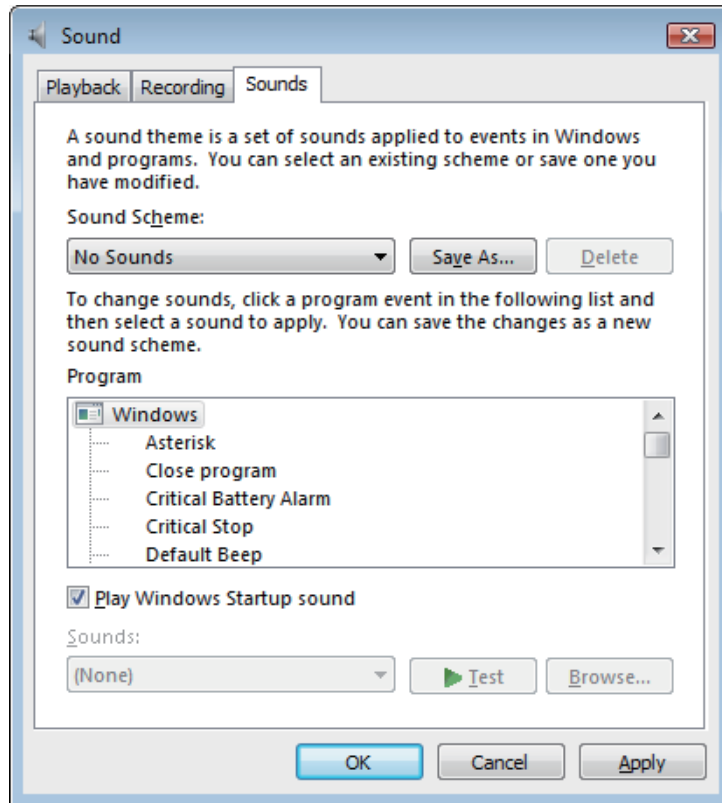 Sound
Playback Recording Sounds
A sound theme is a set of sounds applied to events in Windows
and programs.  You can select an existing scheme or save one you
have modified.
Sound Scheme:
No Sounds Save As... Delete
To change sounds, click a program event in the following list and
then select a sound to apply.  You can save the changes as a new
sound scheme.
Program
Windows
Asterisk
Close program
Critical Battery Alarm
Critical Stop
Default Beep
Play Windows Startup sound
Sounds:
(None) Test Browse...
OK Cancel Apply